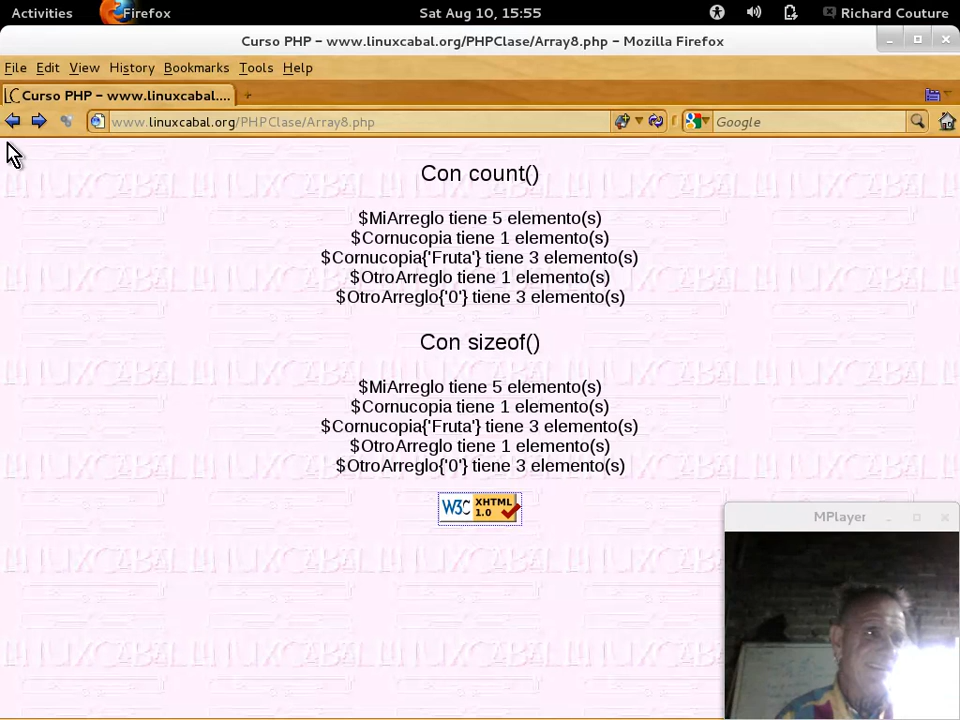 Activities Firefox Sat Aug 10, 15:55 Richard Couture
Curso PHP – www.linuxcabal.org/PHPClase/Array8.php – Mozilla Firefox
File Edit View History Bookmarks Tools Help
Curso PHP – www.linuxcabal....
www.linuxcabal.org/PHPClase/Array8.php Google
Con count()
$MiArreglo tiene 5 elemento(s)
$Cornucopia tiene 1 elemento(s)
$Cornucopia{'Fruta'} tiene 3 elemento(s)
$OtroArreglo tiene 1 elemento(s)
$OtroArreglo{'0'} tiene 3 elemento(s)
Con sizeof()
$MiArreglo tiene 5 elemento(s)
$Cornucopia tiene 1 elemento(s)
$Cornucopia{'Fruta'} tiene 3 elemento(s)
$OtroArreglo tiene 1 elemento(s)
$OtroArreglo{'0'} tiene 3 elemento(s)
W3C XHTML 1.0
MPlayer